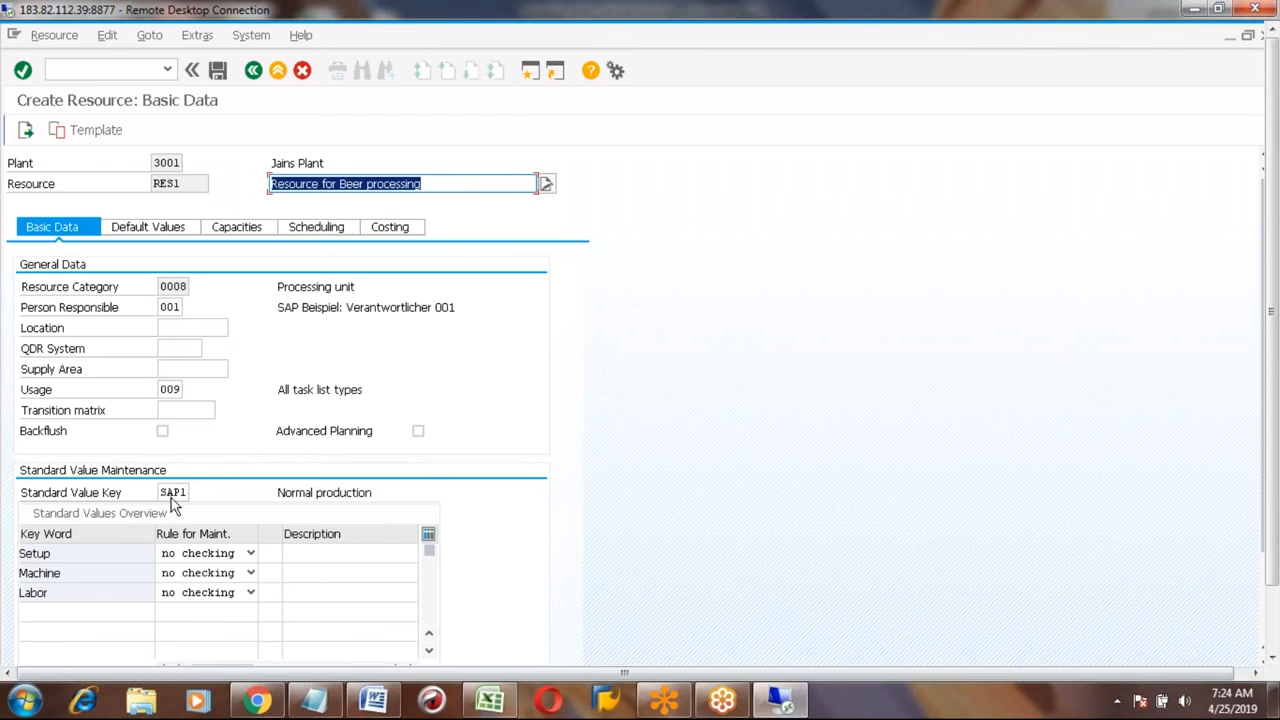 183.82.112.39:8877 - Remote Desktop Connection
Resource Edit Goto Extras System Help
Create Resource: Basic Data
Template
Plant 3001 Jains Plant
Resource RES1 Resource for Beer processing
Basic Data Default Values Capacities Scheduling Costing
General Data
Resource Category 0008 Processing unit
Person Responsible 001 SAP Beispiel: Verantwortlicher 001
Location
QDR System
Supply Area
Usage 009 All task list types
Transition matrix
Backflush Advanced Planning
Standard Value Maintenance
Standard Value Key SAP1 Normal production
Standard Values Overview
Key Word Rule for Maint. Description
Setup no checking
Machine no checking
Labor no checking
7:24 AM
4/25/2019